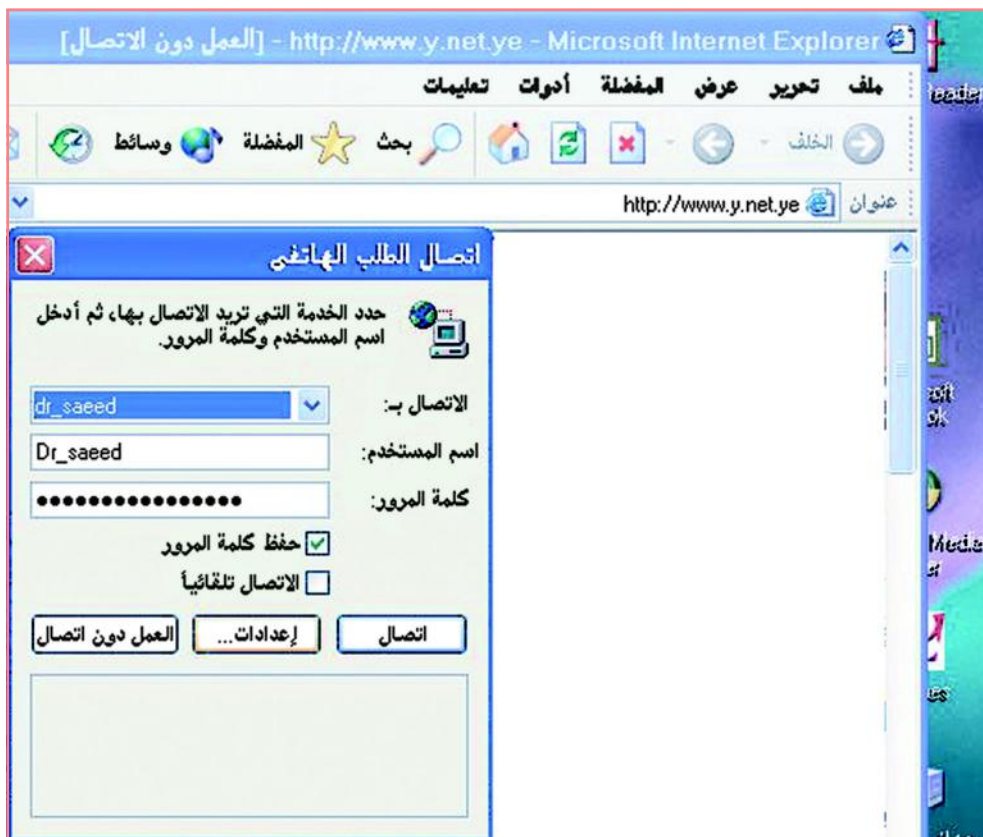 [العمل دون الاتصال] - http://www.y.net.ye - Microsoft Internet Explorer
ملف تحرير عرض المفضلة أدوات تعليمات
الخلف بحث المفضلة وسائط
عنوان http://www.y.net.ye
اتصال الطلب الهاتفي
حدد الخدمة التي تريد الاتصال بها، ثم أدخل
اسم المستخدم وكلمة المرور.
الاتصال بـ: dr_saeed
اسم المستخدم: Dr_saeed
كلمة المرور: ●●●●●●●●●●●●●●●●
حفظ كلمة المرور
الاتصال تلقائياً
اتصال إعدادات... العمل دون اتصال
Reader